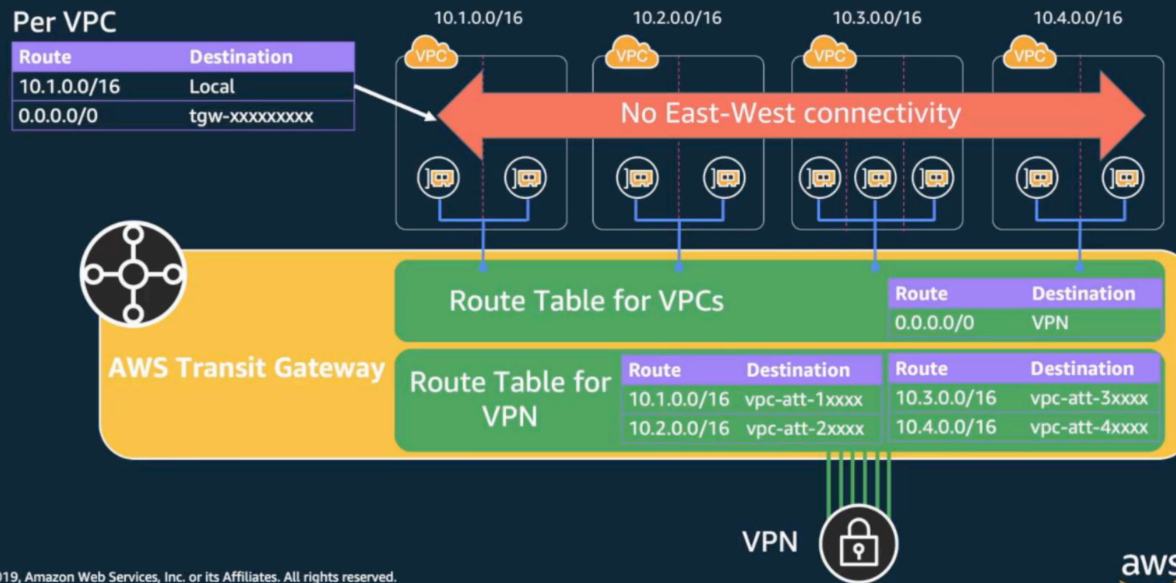 Per VPC
Route Destination
10.1.0.0/16 Local
0.0.0.0/0 tgw-xxxxxxxxx
10.1.0.0/16 10.2.0.0/16 10.3.0.0/16 10.4.0.0/16
VPC VPC VPC VPC
No East-West connectivity
AWS Transit Gateway
Route Table for VPCs
Route Destination
0.0.0.0/0 VPN
Route Table for
VPN
Route Destination
10.1.0.0/16 vpc-att-1xxxx
10.2.0.0/16 vpc-att-2xxxx
Route Destination
10.3.0.0/16 vpc-att-3xxxx
10.4.0.0/16 vpc-att-4xxxx
VPN
019, Amazon Web Services, Inc. or its Affiliates. All rights reserved.
aws